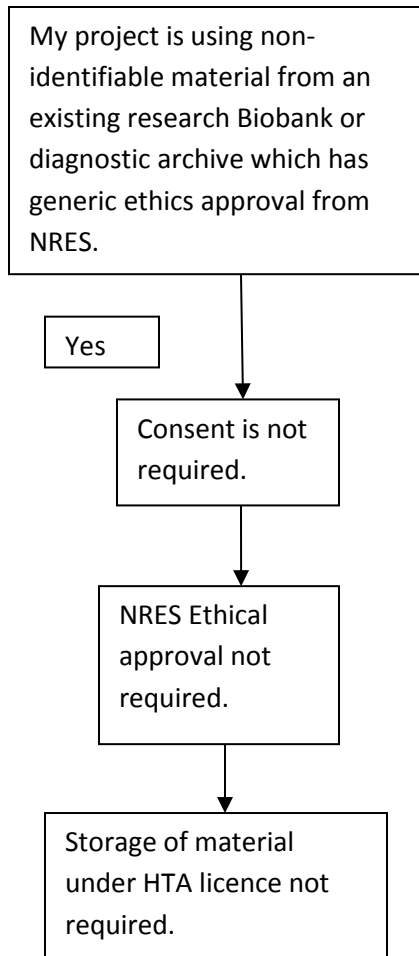 My project is using non-
identifiable material from an
existing research Biobank or
diagnostic archive which has
generic ethics approval from
NRES.
Yes
Consent is not
required.
NRES Ethical
approval not
required.
Storage of material
under HTA licence not
required.